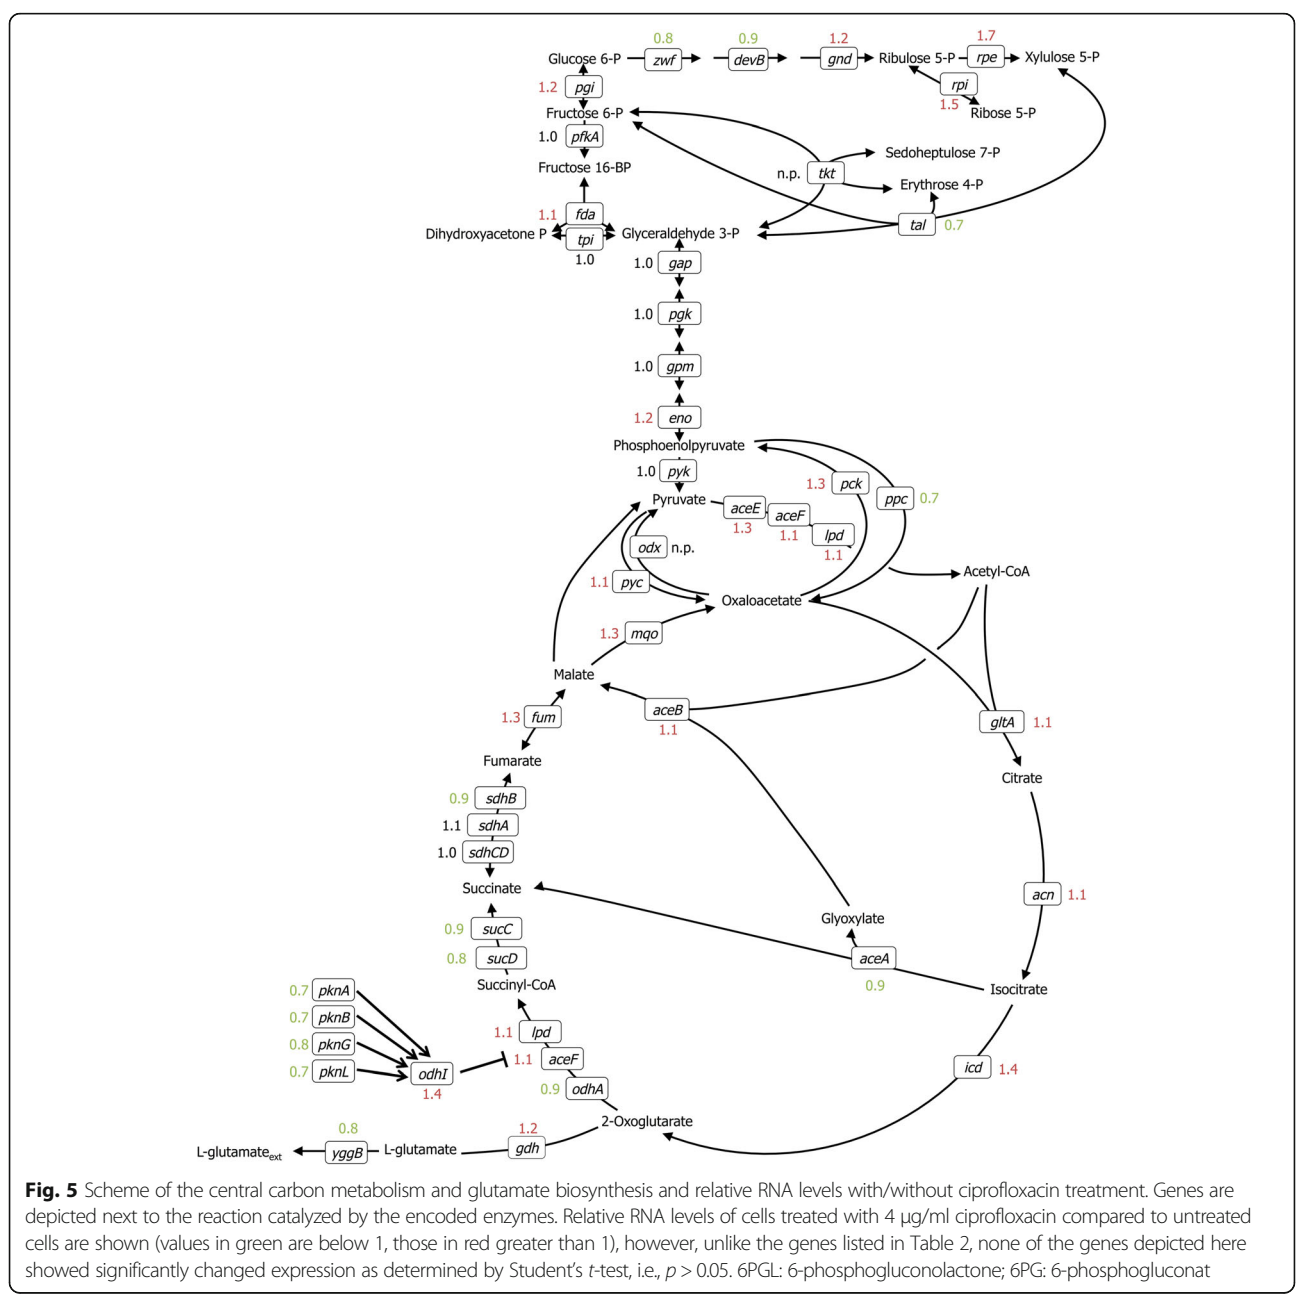 0.8 0.9 1.2 1.7
Glucose 6-P zwf devB gnd Ribulose 5-P rpe Xylulose 5-P
1.2 pgi rpi
1.5
Fructose 6-P Ribose 5-P
1.0 pfkA
Sedoheptulose 7-P
Fructose 16-BP
n.p. tkt
Erythrose 4-P
1.1 fda
tal 0.7
Dihydroxyacetone P tpi Glyceraldehyde 3-P
1.0
1.0 gap
1.0 pgk
1.0 gpm
1.2 eno
Phosphoenolpyruvate
1.0 pyk
1.3 pck
ppc 0.7
Pyruvate
aceE aceF lpd
1.3 1.1 1.1
odx n.p.
Acetyl-CoA
1.1 pyc
Oxaloacetate
1.3 mqo
Malate
aceB
1.1
1.3 fum
gltA 1.1
Fumarate
Citrate
0.9 sdhB
1.1 sdhA
1.0 sdhCD
Succinate
acn 1.1
Glyoxylate
0.9 sucC
0.8 sucD
aceA
0.9
Succinyl-CoA
Isocitrate
0.7 pknA
0.7 pknB
0.8 pknG
0.7 pknL
odhI
1.4
1.1 lpd
1.1 aceF
0.9 odhA
icd 1.4
2-Oxoglutarate
0.8 1.2
L-glutamateext yggB L-glutamate gdh
Fig. 5 Scheme of the central carbon metabolism and glutamate biosynthesis and relative RNA levels with/without ciprofloxacin treatment. Genes are
depicted next to the reaction catalyzed by the encoded enzymes. Relative RNA levels of cells treated with 4 μg/ml ciprofloxacin compared to untreated
cells are shown (values in green are below 1, those in red greater than 1), however, unlike the genes listed in Table 2, none of the genes depicted here
showed significantly changed expression as determined by Student's t-test, i.e., p > 0.05. 6PGL: 6-phosphogluconolactone; 6PG: 6-phosphogluconat